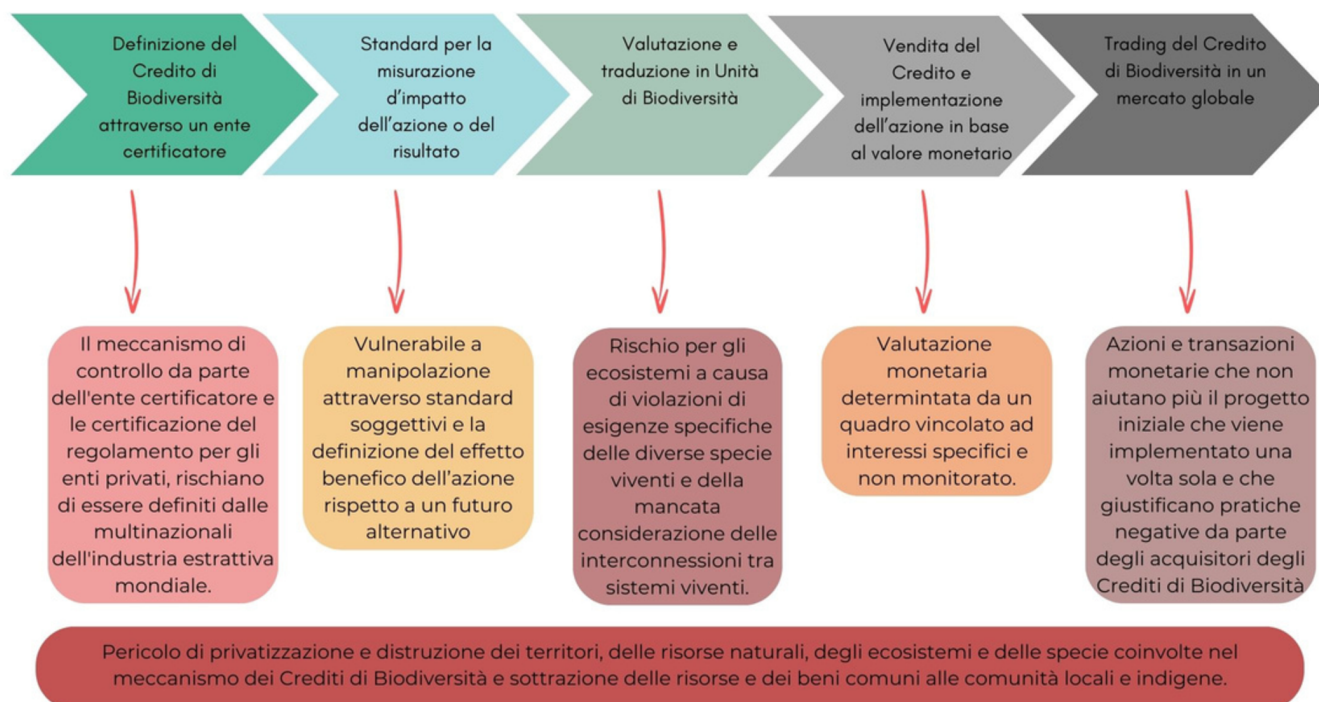 Definizione del
Credito di
Biodiversità
attraverso un ente
certificatore
Standard per la
misurazione
d'impatto
dell'azione o del
risultato
Valutazione e
traduzione in Unità
di Biodiversità
Vendita del
Credito e
implementazione
dell'azione in base
al valore monetario
Trading del Credito
di Biodiversità in un
mercato globale
Il meccanismo di
controllo da parte
dell'ente certificatore e
le certificazione del
regolamento per gli
enti privati, rischiano
di essere definiti dalle
multinazionali
dell'industria estrattiva
mondiale.
Vulnerabile a
manipolazione
attraverso standard
soggettivi e la
definizione del effetto
benefico dell'azione
rispetto a un futuro
alternativo
Rischio per gli
ecosistemi a causa
di violazioni di
esigenze specifiche
delle diverse specie
viventi e della
mancata
considerazione delle
interconnessioni tra
sistemi viventi.
Valutazione
monetaria
determintata da un
quadro vincolato ad
interessi specifici e
non monitorato.
Azioni e transazioni
monetarie che non
aiutano più il progetto
iniziale che viene
implementato una
volta sola e che
giustificano pratiche
negative da parte
degli acquisitori degli
Crediti di Biodiversità
Pericolo di privatizzazione e distruzione dei territori, delle risorse naturali, degli ecosistemi e delle specie coinvolte nel
meccanismo dei Crediti di Biodiversità e sottrazione delle risorse e dei beni comuni alle comunità locali e indigene.